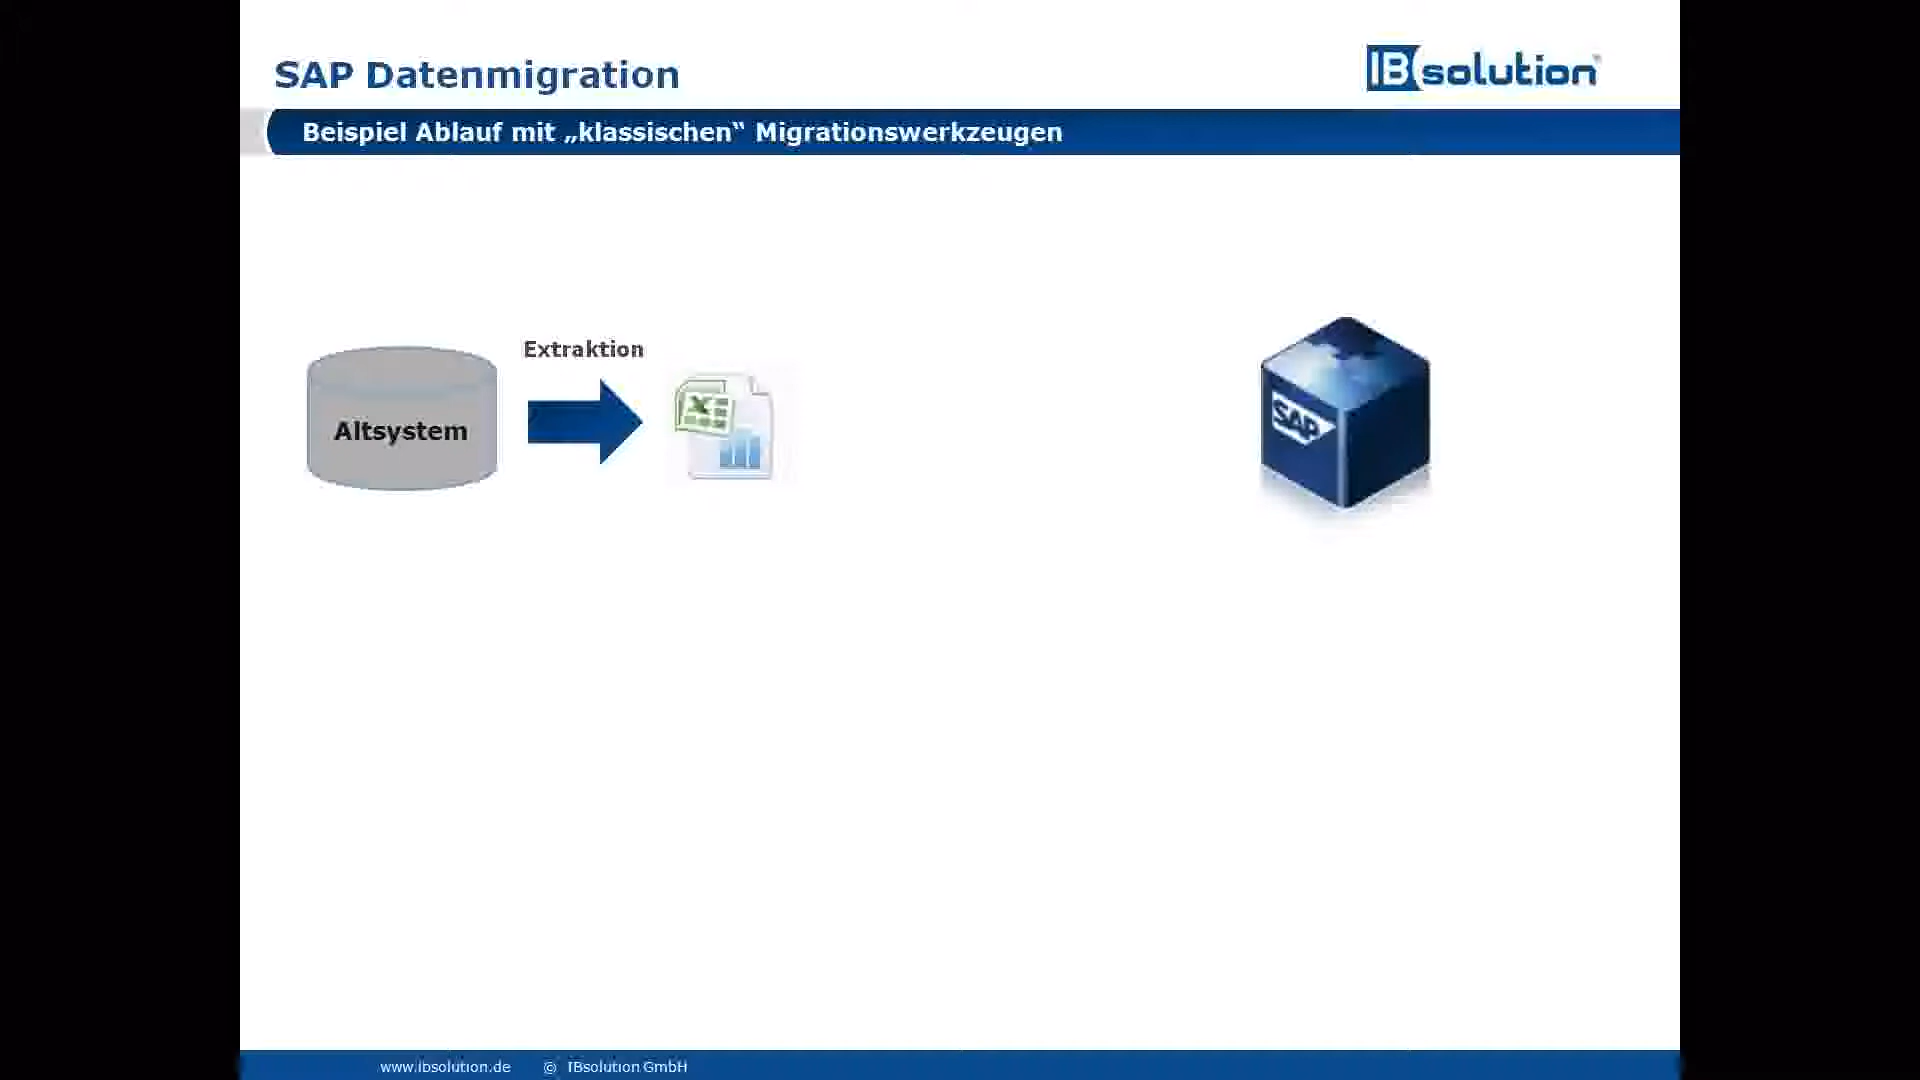 SAP Datenmigration
IBsolution
Beispiel Ablauf mit „klassischen“ Migrationswerkzeugen
Extraktion
Altsystem
X
SAP
www.ibsolution.de © IBsolution GmbH